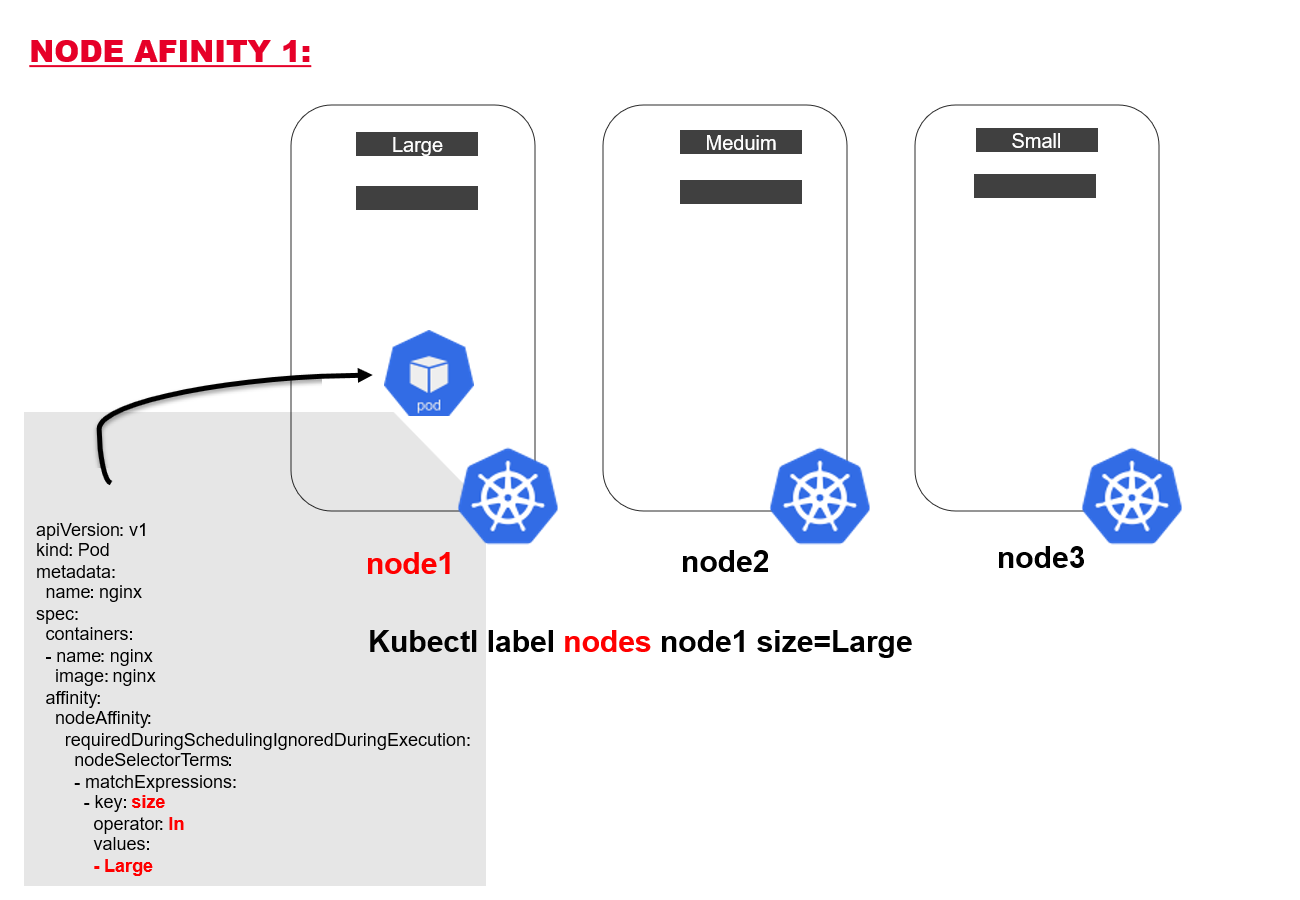 NODE AFINITY 1:
Large
Meduim
Small
pod
node1
node2
node3
Kubectl label nodes node1 size=Large
apiVersion: v1
kind: Pod
metadata:
  name: nginx
spec:
  containers:
  - name: nginx
    image: nginx
  affinity:
    nodeAffinity:
      requiredDuringSchedulingIgnoredDuringExecution:
        nodeSelectorTerms:
        - matchExpressions:
          - key: size
            operator: In
            values:
            - Large